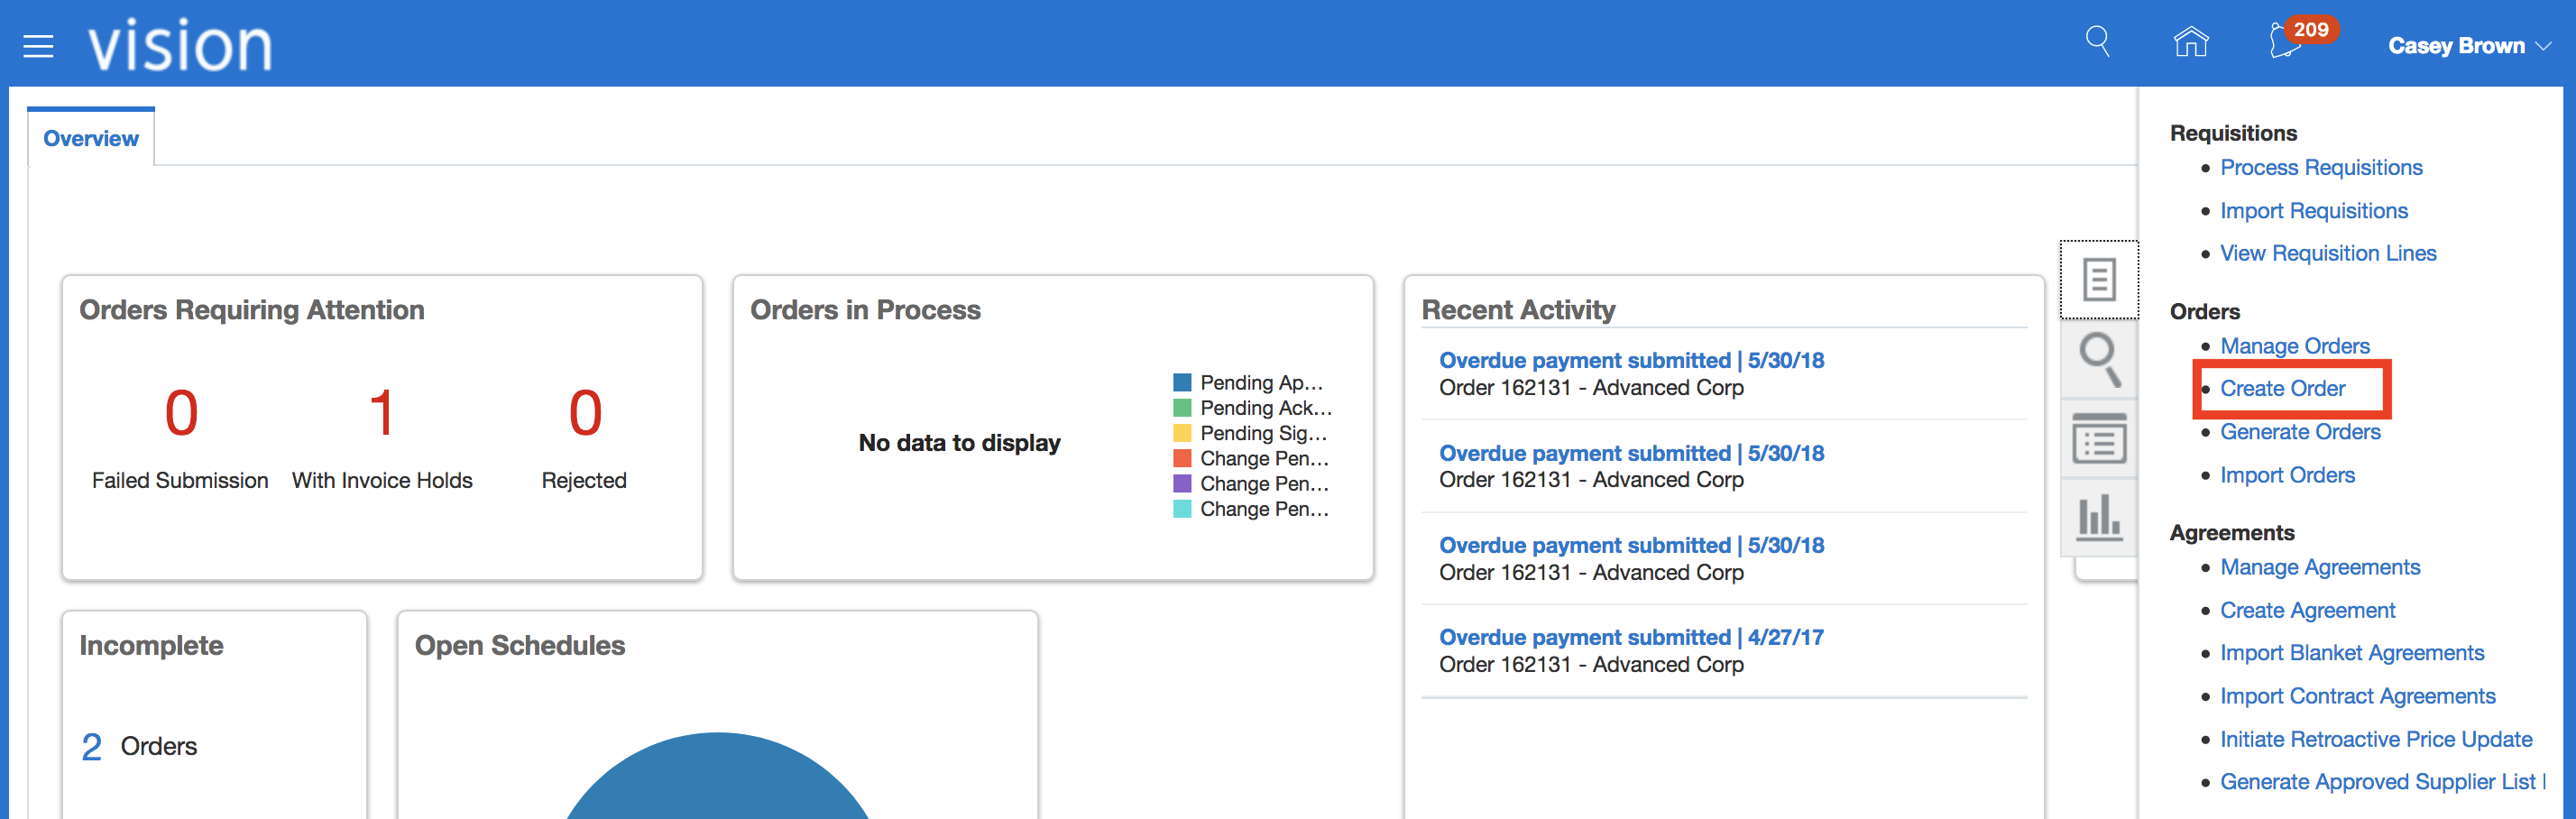 vision
209
Casey Brown
Overview
Orders Requiring Attention
0
1
0
Failed Submission
With Invoice Holds
Rejected
Orders in Process
No data to display
Pending Ap...
Pending Ack...
Pending Sig...
Change Pen...
Change Pen...
Change Pen...
Recent Activity
Overdue payment submitted | 5/30/18
Order 162131 - Advanced Corp
Overdue payment submitted | 5/30/18
Order 162131 - Advanced Corp
Overdue payment submitted | 5/30/18
Order 162131 - Advanced Corp
Overdue payment submitted | 4/27/17
Order 162131 - Advanced Corp
Incomplete
2 Orders
Open Schedules
Requisitions
Process Requisitions
Import Requisitions
View Requisition Lines
Orders
Manage Orders
Create Order
Generate Orders
Import Orders
Agreements
Manage Agreements
Create Agreement
Import Blanket Agreements
Import Contract Agreements
Initiate Retroactive Price Update
Generate Approved Supplier List